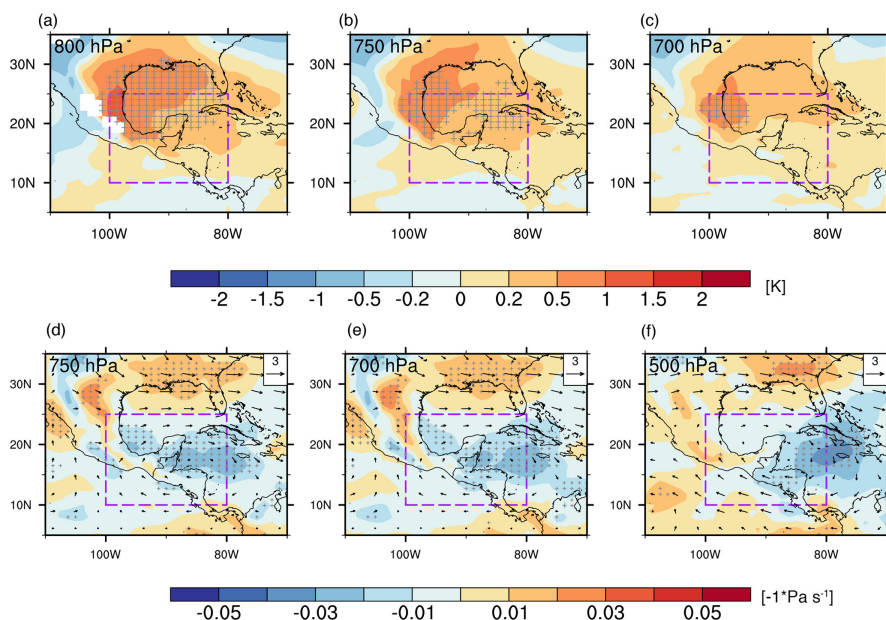 (a) (b) (c)
800 hPa 750 hPa 700 hPa
30N 30N 30N
20N 20N 20N
10N 10N 10N
100W 80W 100W 80W 100W 80W
-2 -1.5 -1 -0.5 -0.2 0 0.2 0.5 1 1.5 2 [K]
(d) (e) (f)
750 hPa 3 700 hPa 3 500 hPa 3
30N 30N 30N
20N 20N 20N
10N 10N 10N
100W 80W 100W 80W 100W 80W
-0.05 -0.03 -0.01 0.01 0.03 0.05 [-1*Pa s⁻¹]